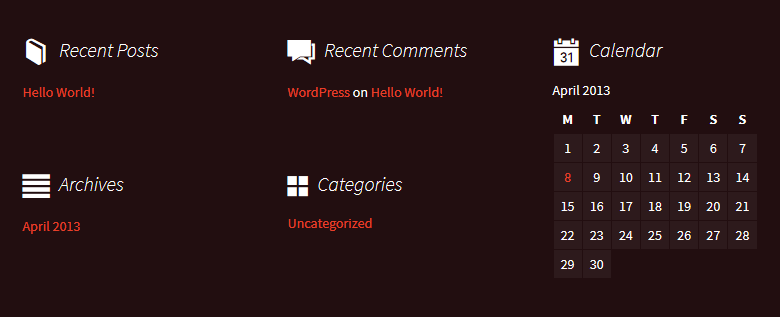 Recent Posts
Hello World!
Recent Comments
WordPress on Hello World!
31 Calendar
April 2013
M T W T F S S
1 2 3 4 5 6 7
8 9 10 11 12 13 14
15 16 17 18 19 20 21
22 23 24 25 26 27 28
29 30
Archives
April 2013
Categories
Uncategorized